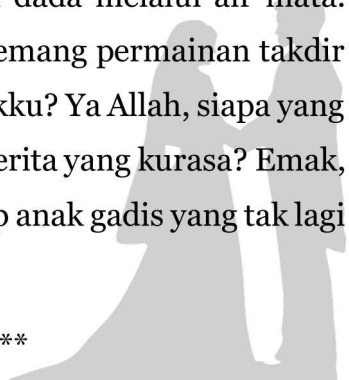 dada melalui air mata.
emang permainan takdir
kku? Ya Allah, siapa yang
erita yang kurasa? Emak,
anak gadis yang tak lagi
**